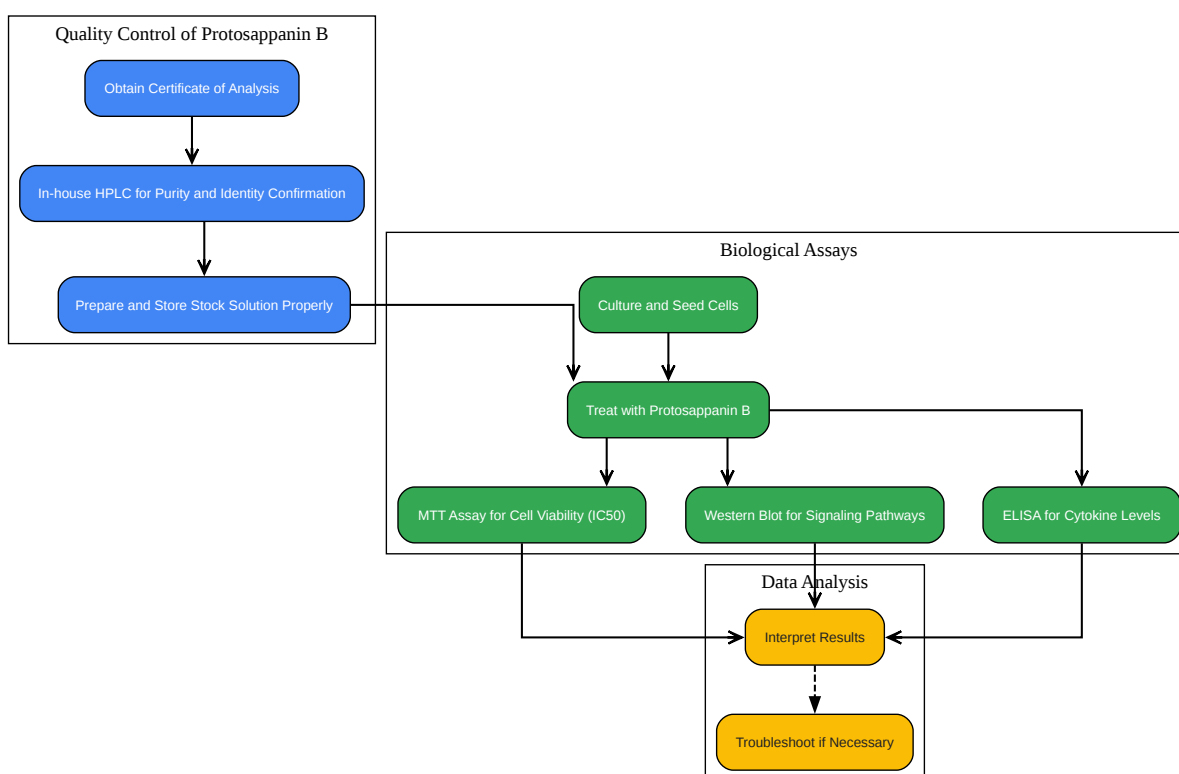 Quality Control of Protosappanin B
Obtain Certificate of Analysis
In-house HPLC for Purity and Identity Confirmation
Prepare and Store Stock Solution Properly
Biological Assays
Culture and Seed Cells
Treat with Protosappanin B
MTT Assay for Cell Viability (IC50)
Western Blot for Signaling Pathways
ELISA for Cytokine Levels
Data Analysis
Interpret Results
Troubleshoot if Necessary